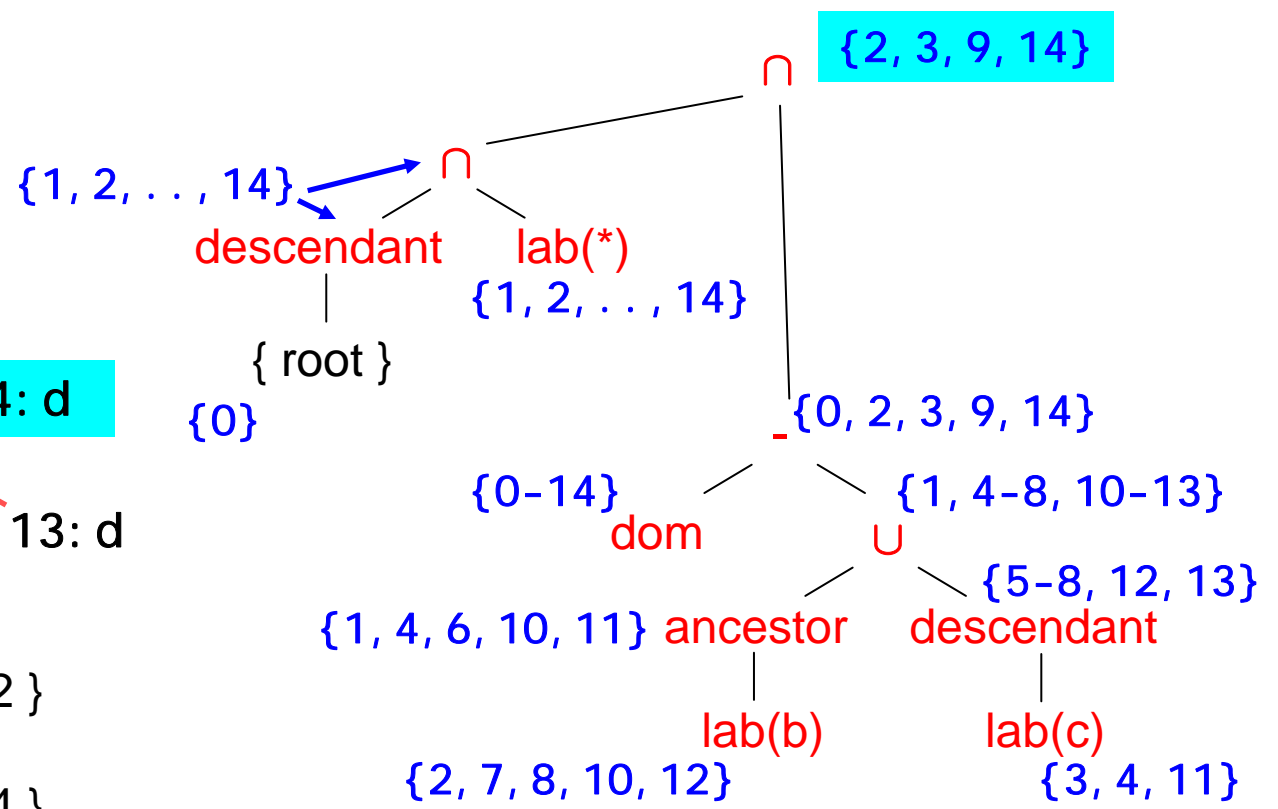 ∩ {2, 3, 9, 14}
{1, 2, . . , 14} ∩
descendant lab(*)
{1, 2, . . , 14}
{ root }
4: d
{0}
{0, 2, 3, 9, 14}
-
{0-14} {1, 4-8, 10-13}
13: d dom ∪
{5-8, 12, 13}
{1, 4, 6, 10, 11} ancestor descendant
2 }
lab(b) lab(c)
{2, 7, 8, 10, 12} {3, 4, 11}
4 }